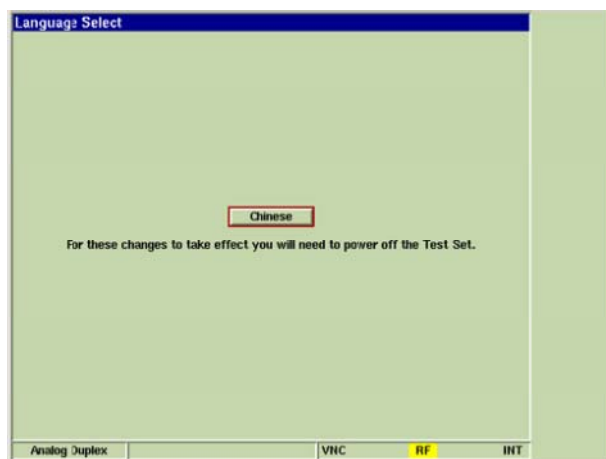 Language Select
Chinese
For these changes to take effect you will need to power off the Test Set.
Analog Duplex VNC RF INT